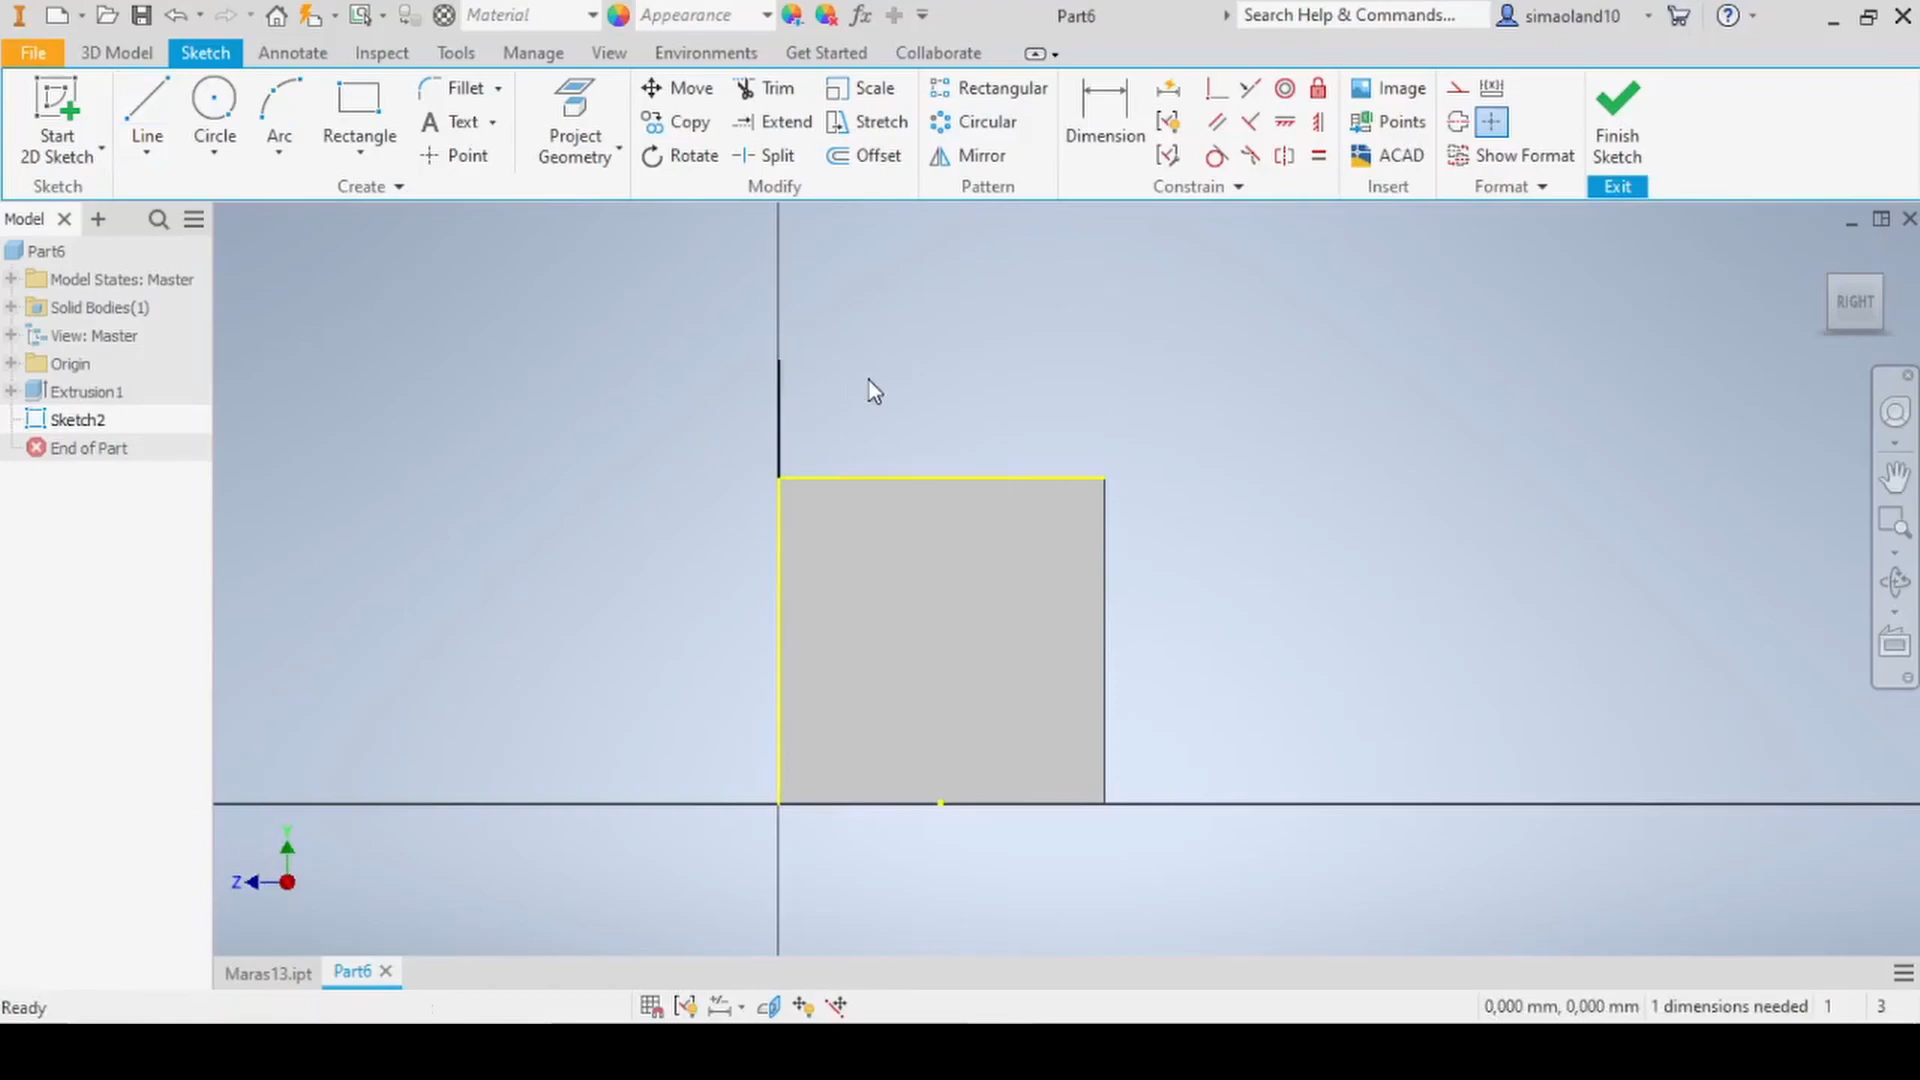 Material Appearance Part6 Search Help & Commands... simaoland10
File 3D Model Sketch Annotate Inspect Tools Manage View Environments Get Started Collaborate
Start 2D Sketch
Line
Circle
Arc
Rectangle
Fillet
Text
Point
Project Geometry
Move
Copy
Rotate
Trim
Extend
Split
Scale
Stretch
Offset
Rectangular
Circular
Mirror
Dimension
Image
Points
ACAD
Show Format
Finish Sketch
Sketch Create Modify Pattern Constrain Insert Format Exit
Model
Part6
Model States: Master
Solid Bodies(1)
View: Master
Origin
Extrusion1
Sketch2
End of Part
RIGHT
Y
Z
Maras13.ipt Part6
Ready 0,000 mm, 0,000 mm 1 dimensions needed 1 3